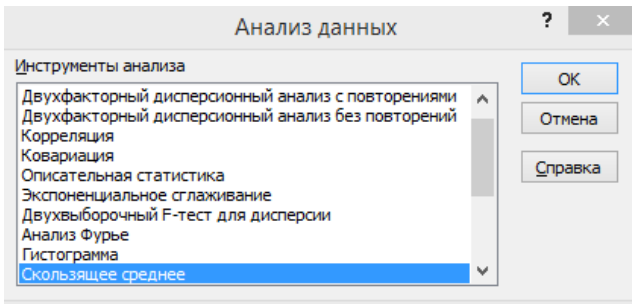 Анализ данных
?
×
Инструменты анализа
Двухфакторный дисперсионный анализ с повторениями
Двухфакторный дисперсионный анализ без повторений
Корреляция
Ковариация
Описательная статистика
Экспоненциальное сглаживание
Двухвыборочный F-тест для дисперсии
Анализ Фурье
Гистограмма
Скользящее среднее
ОК
Отмена
Справка